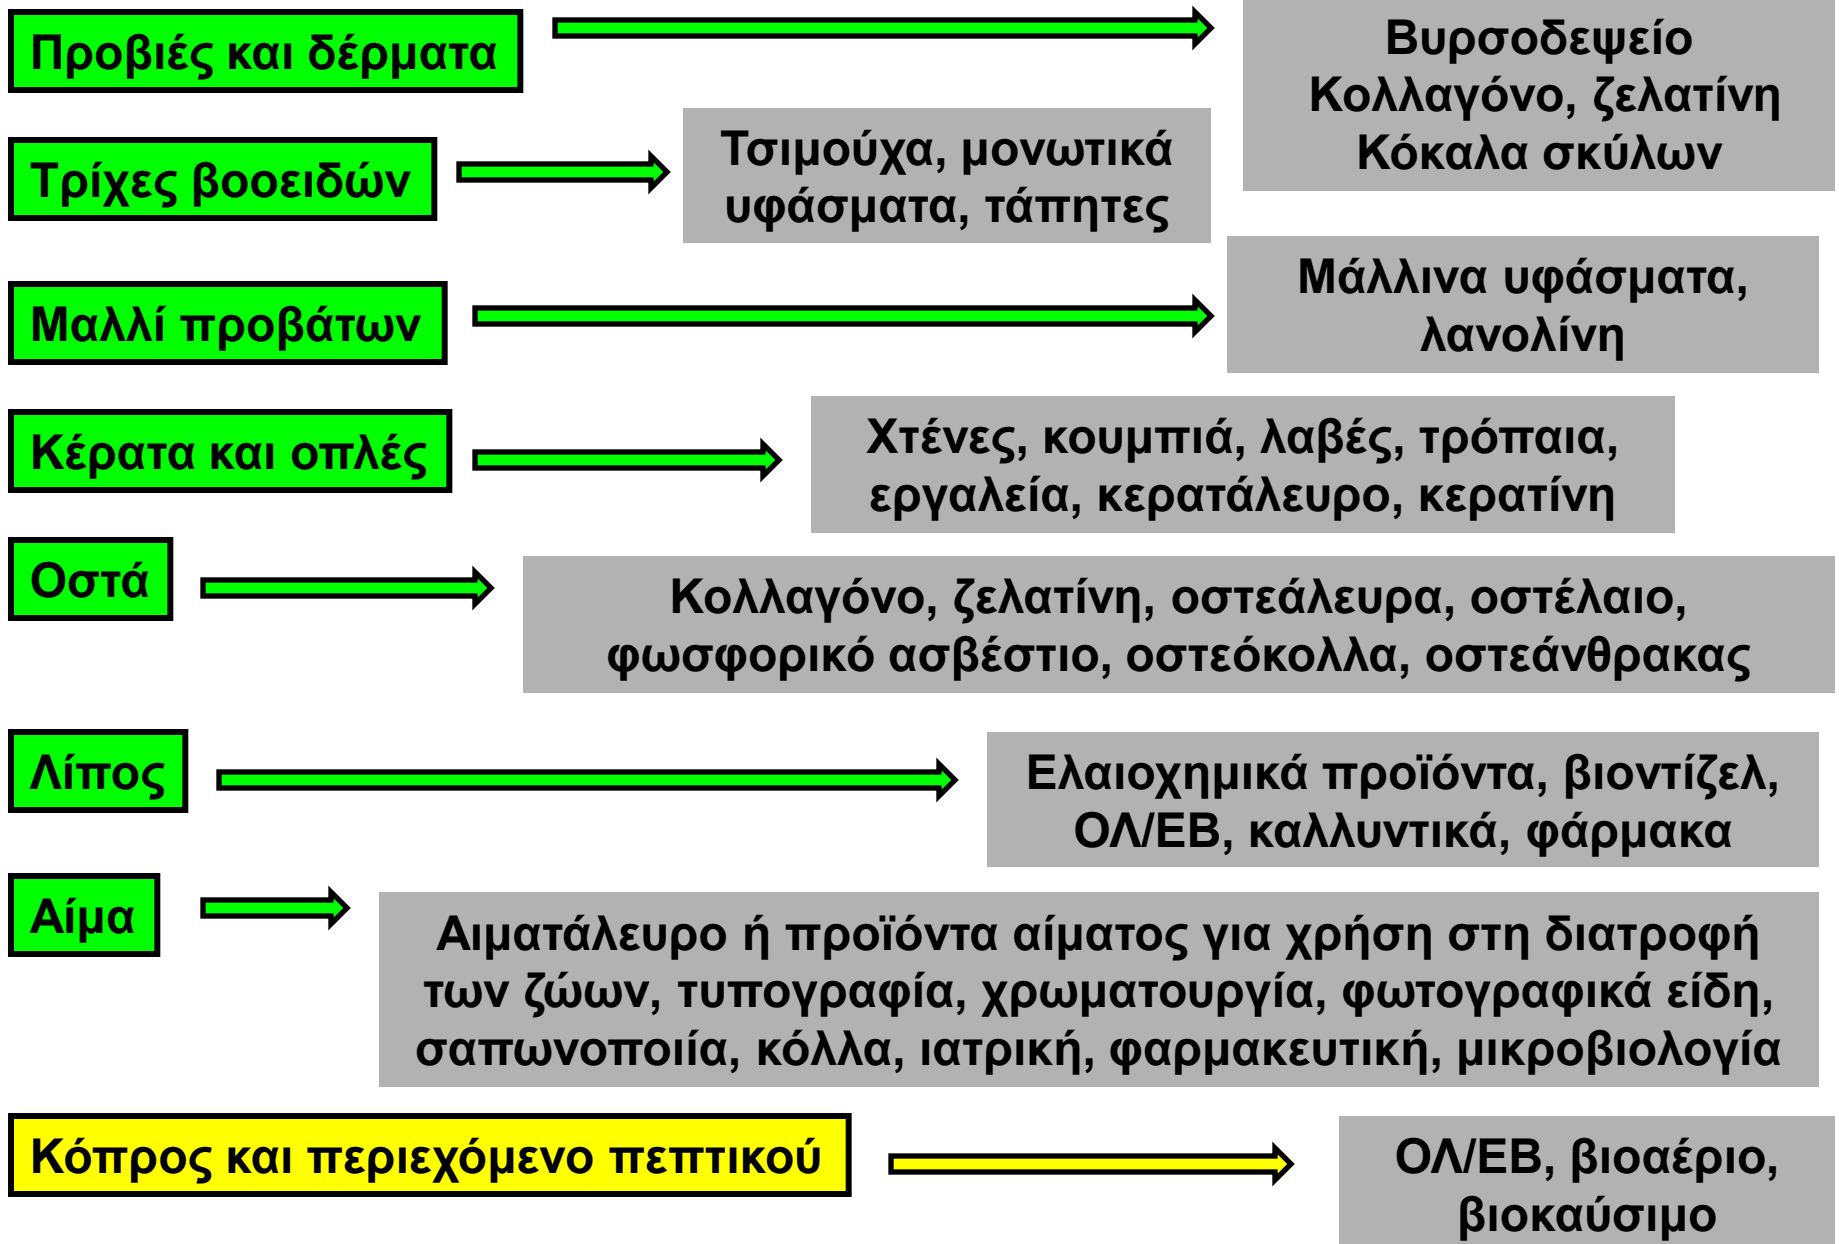 Προβιές και δέρματα
Βυρσοδεψείο
Κολλαγόνο, ζελατίνη
Κόκαλα σκύλων
Τρίχες βοοειδών
Τσιμούχα, μονωτικά
υφάσματα, τάπητες
Μαλλί προβάτων
Μάλλινα υφάσματα,
λανολίνη
Κέρατα και οπλές
Χτένες, κουμπιά, λαβές, τρόπαια,
εργαλεία, κερατάλευρο, κερατίνη
Οστά
Κολλαγόνο, ζελατίνη, οστεάλευρα, οστέλαιο,
φωσφορικό ασβέστιο, οστεόκολλα, οστεάνθρακας
Λίπος
Ελαιοχημικά προϊόντα, βιοντίζελ,
ΟΛ/ΕΒ, καλλυντικά, φάρμακα
Αίμα
Αιματάλευρο ή προϊόντα αίματος για χρήση στη διατροφή
των ζώων, τυπογραφία, χρωματουργία, φωτογραφικά είδη,
σαπωνοποιία, κόλλα, ιατρική, φαρμακευτική, μικροβιολογία
Κόπρος και περιεχόμενο πεπτικού
ΟΛ/ΕΒ, βιοαέριο,
βιοκαύσιμο